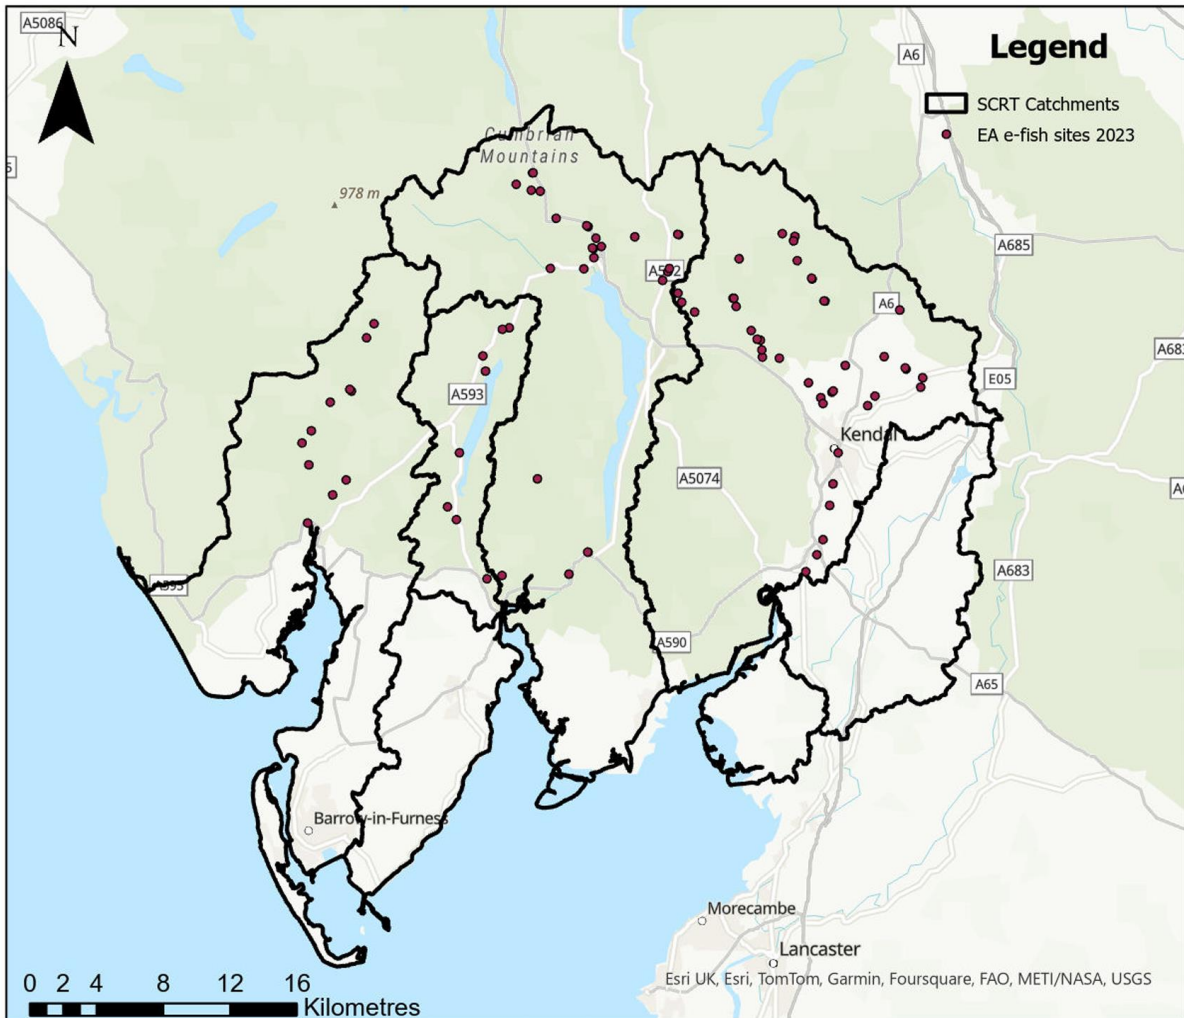 A5086
N
Legend
A6
SCRT Catchments
EA e-fish sites 2023
Cumbrian
Mountains
978 m
A685
A6
A593
E05
Kendal
A5074
A683
A595
A590
A65
Barrow-in-Furness
Morecambe
Lancaster
0 2 4 8 12 16
Kilometres
Esri UK, Esri, TomTom, Garmin, Foursquare, FAO, METI/NASA, USGS